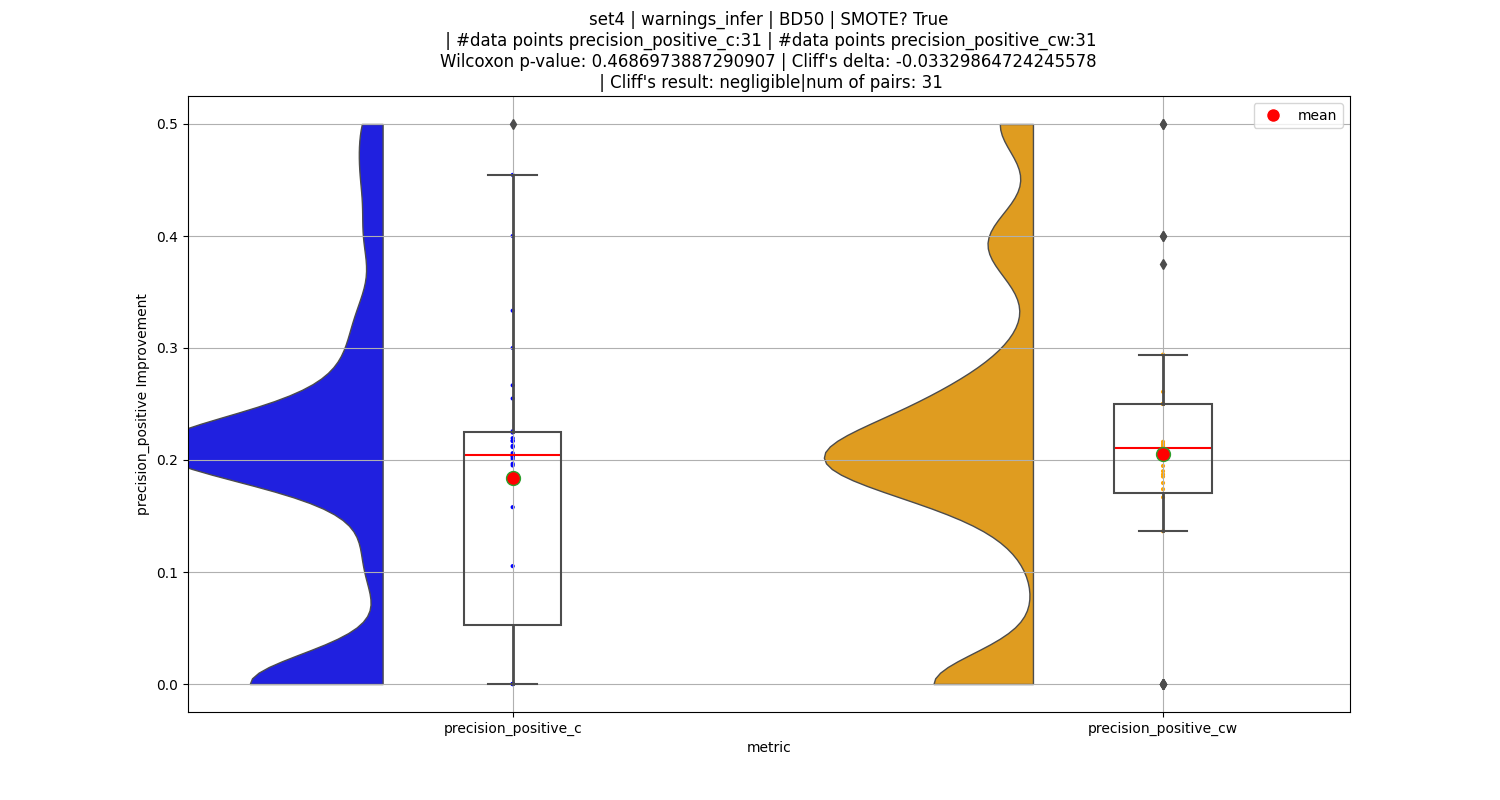 set4 | warnings_infer | BD50 | SMOTE? True
| #data points precision_positive_c:31 | #data points precision_positive_cw:31
Wilcoxon p-value: 0.4686973887290907 | Cliff's delta: -0.03329864724245578
| Cliff's result: negligible|num of pairs: 31
mean
0.5
0.4
0.3
0.2
0.1
0.0
precision_positive Improvement
precision_positive_c
precision_positive_cw
metric